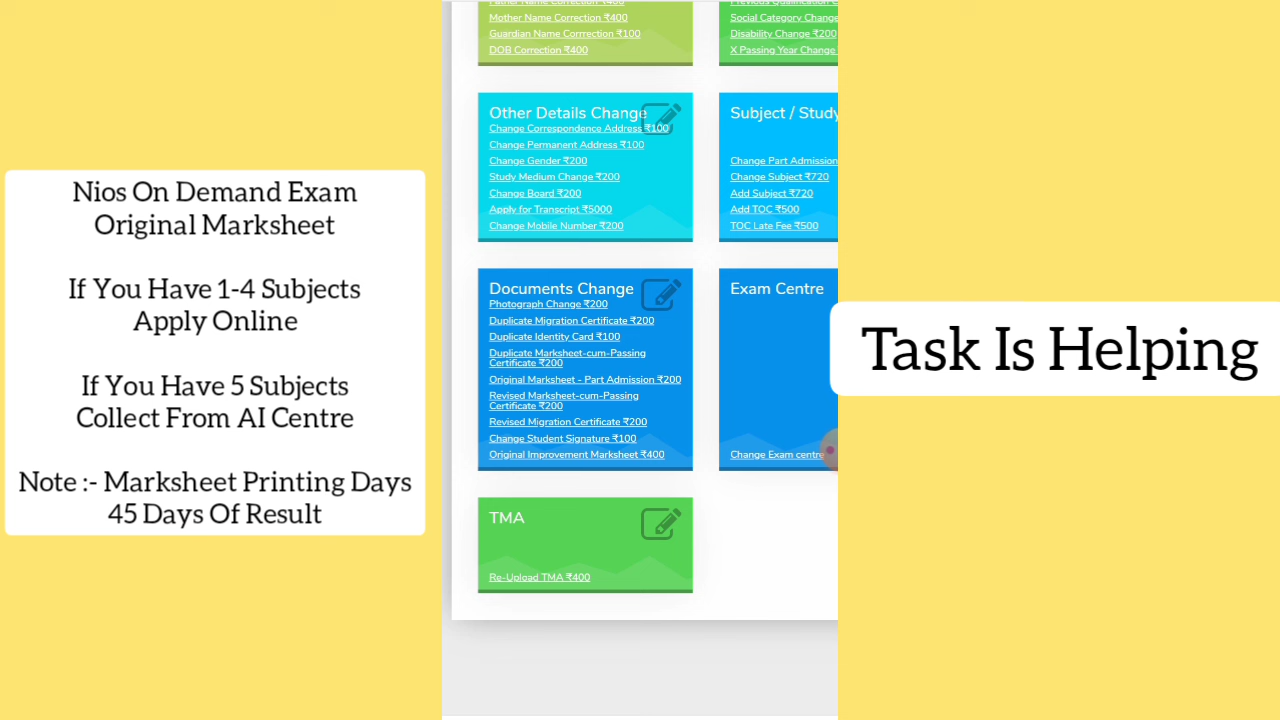 Nios On Demand Exam
Original Marksheet
If You Have 1-4 Subjects
Apply Online
If You Have 5 Subjects
Collect From AI Centre
Note :- Marksheet Printing Days
45 Days Of Result
Mother Name Correction ₹400
Guardian Name Corrrection ₹100
DOB Correction ₹400
Social Category Change
Disability Change ₹200
X Passing Year Change
Other Details Change
Change Correspondence Address ₹100
Change Permanent Address ₹100
Change Gender ₹200
Study Medium Change ₹200
Change Board ₹200
Apply for Transcript ₹5000
Change Mobile Number ₹200
Subject / Study
Change Part Admission
Change Subject ₹720
Add Subject ₹720
Add TOC ₹500
TOC Late Fee ₹500
Documents Change
Photograph Change ₹200
Duplicate Migration Certificate ₹200
Duplicate Identity Card ₹100
Duplicate Marksheet-cum-Passing
Certificate ₹200
Original Marksheet - Part Admission ₹200
Revised Marksheet-cum-Passing
Certificate ₹200
Revised Migration Certificate ₹200
Change Student Signature ₹100
Original Improvement Marksheet ₹400
Exam Centre
Change Exam centre
TMA
Re-Upload TMA ₹400
Task Is Helping